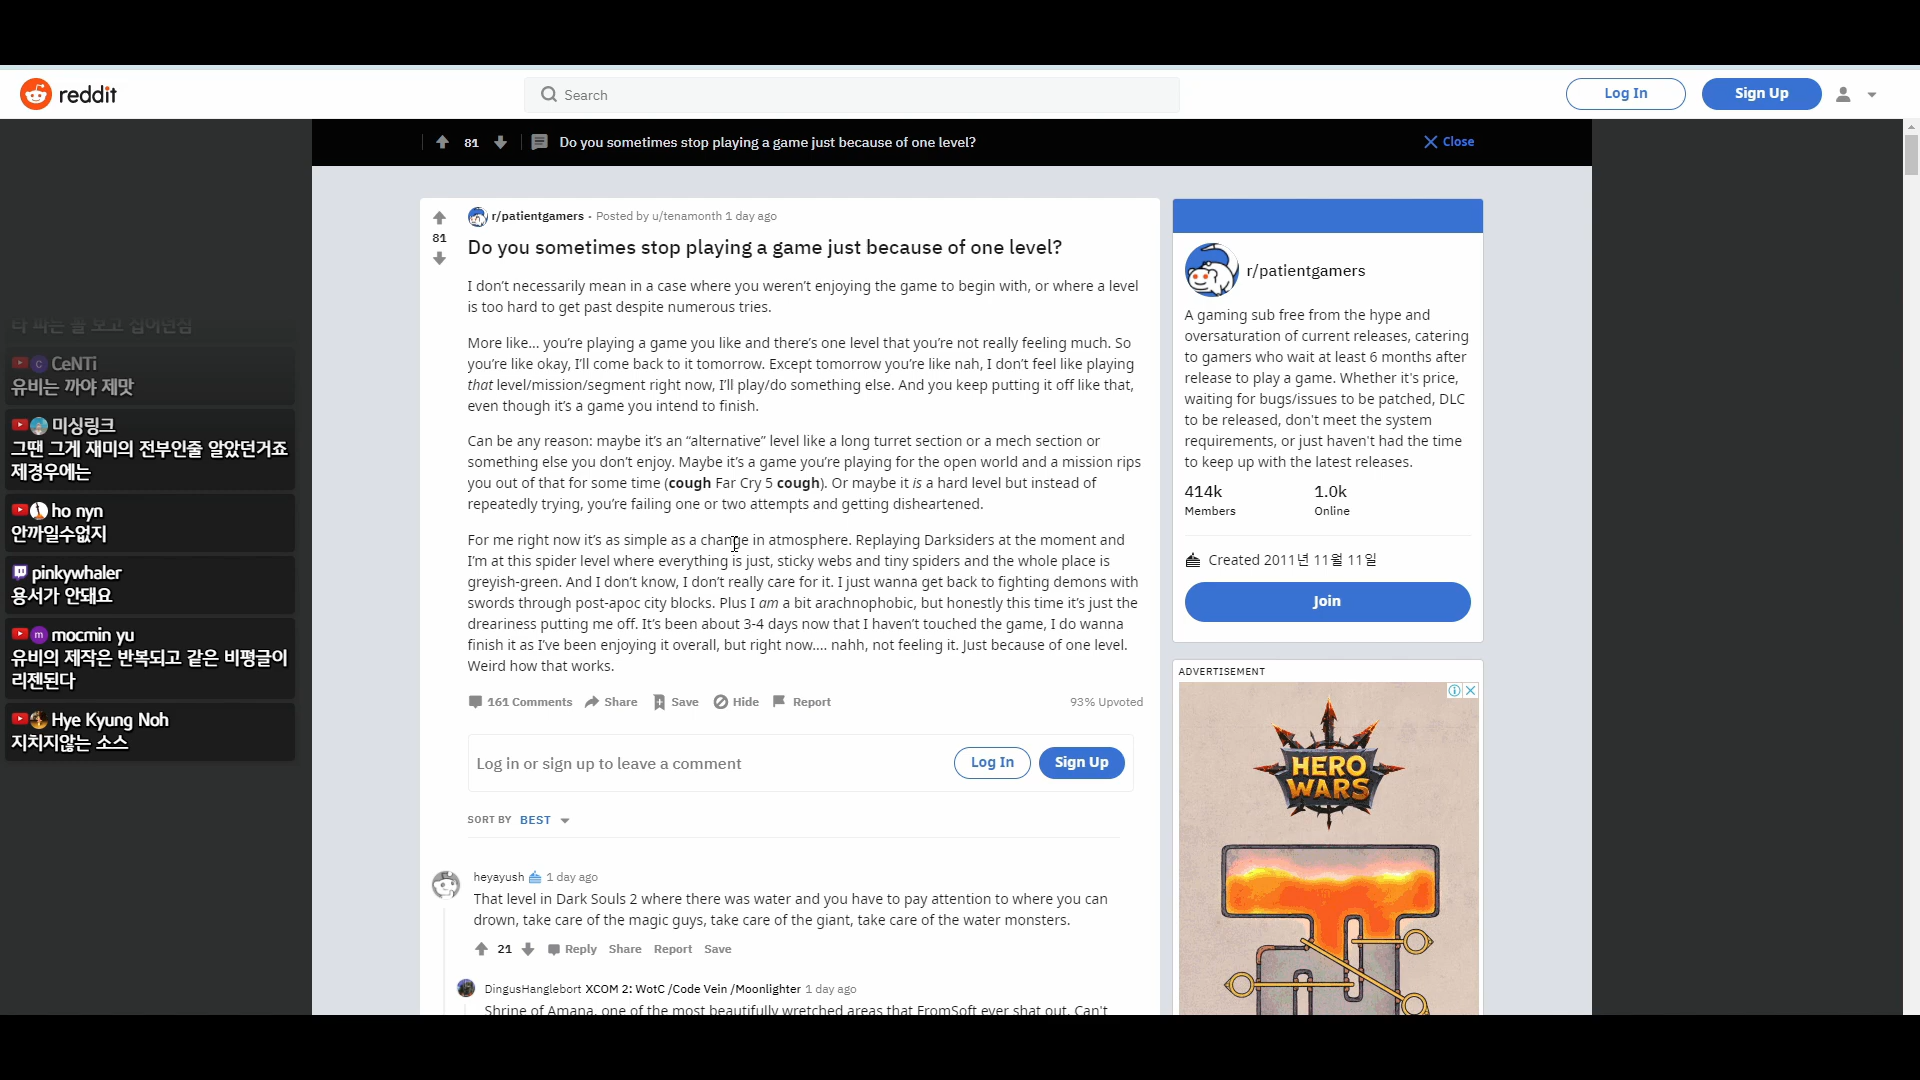 reddit
Search
Log In
Sign Up
81
Do you sometimes stop playing a game just because of one level?
Close
r/patientgamers · Posted by u/tenamonth 1 day ago
81
Do you sometimes stop playing a game just because of one level?
I don't necessarily mean in a case where you weren't enjoying the game to begin with, or where a level
is too hard to get past despite numerous tries.
More like... you're playing a game you like and there's one level that you're not really feeling much. So
you're like okay, I'll come back to it tomorrow. Except tomorrow you're like nah, I don't feel like playing
that level/mission/segment right now, I'll play/do something else. And you keep putting it off like that,
even though it's a game you intend to finish.
Can be any reason: maybe it's an “alternative” level like a long turret section or a mech section or
something else you don't enjoy. Maybe it's a game you're playing for the open world and a mission rips
you out of that for some time (cough Far Cry 5 cough). Or maybe it is a hard level but instead of
repeatedly trying, you're failing one or two attempts and getting disheartened.
For me right now it's as simple as a change in atmosphere. Replaying Darksiders at the moment and
I'm at this spider level where everything is just, sticky webs and tiny spiders and the whole place is
greyish-green. And I don't know, I don't really care for it. I just wanna get back to fighting demons with
swords through post-apoc city blocks. Plus I am a bit arachnophobic, but honestly this time it's just the
dreariness putting me off. It's been about 3-4 days now that I haven't touched the game, I do wanna
finish it as I've been enjoying it overall, but right now.... nahh, not feeling it. Just because of one level.
Weird how that works.
161 Comments Share Save Hide Report 93% Upvoted
Log in or sign up to leave a comment
Log In
Sign Up
SORT BY BEST
heyayush 1 day ago
That level in Dark Souls 2 where there was water and you have to pay attention to where you can
drown, take care of the magic guys, take care of the giant, take care of the water monsters.
21 Reply Share Report Save
DingusHanglebort XCOM 2: WotC /Code Vein /Moonlighter 1 day ago
Shrine of Amana, one of the most beautifully wretched areas that FromSoft ever shat out. Can't
r/patientgamers
A gaming sub free from the hype and
oversaturation of current releases, catering
to gamers who wait at least 6 months after
release to play a game. Whether it's price,
waiting for bugs/issues to be patched, DLC
to be released, don't meet the system
requirements, or just haven't had the time
to keep up with the latest releases.
414k 1.0k
Members Online
Created 2011년 11월 11일
Join
ADVERTISEMENT
HERO
WARS
CeNTi
유비는 까야 제맛
미싱링크
그땐 그게 재미의 전부인줄 알았던거죠
제경우에는
ho nyn
안까일수없지
pinkywhaler
용서가 안돼요
m mocmin yu
유비의 제작은 반복되고 같은 비평글이
리젠된다
Hye Kyung Noh
지치지않는 소스